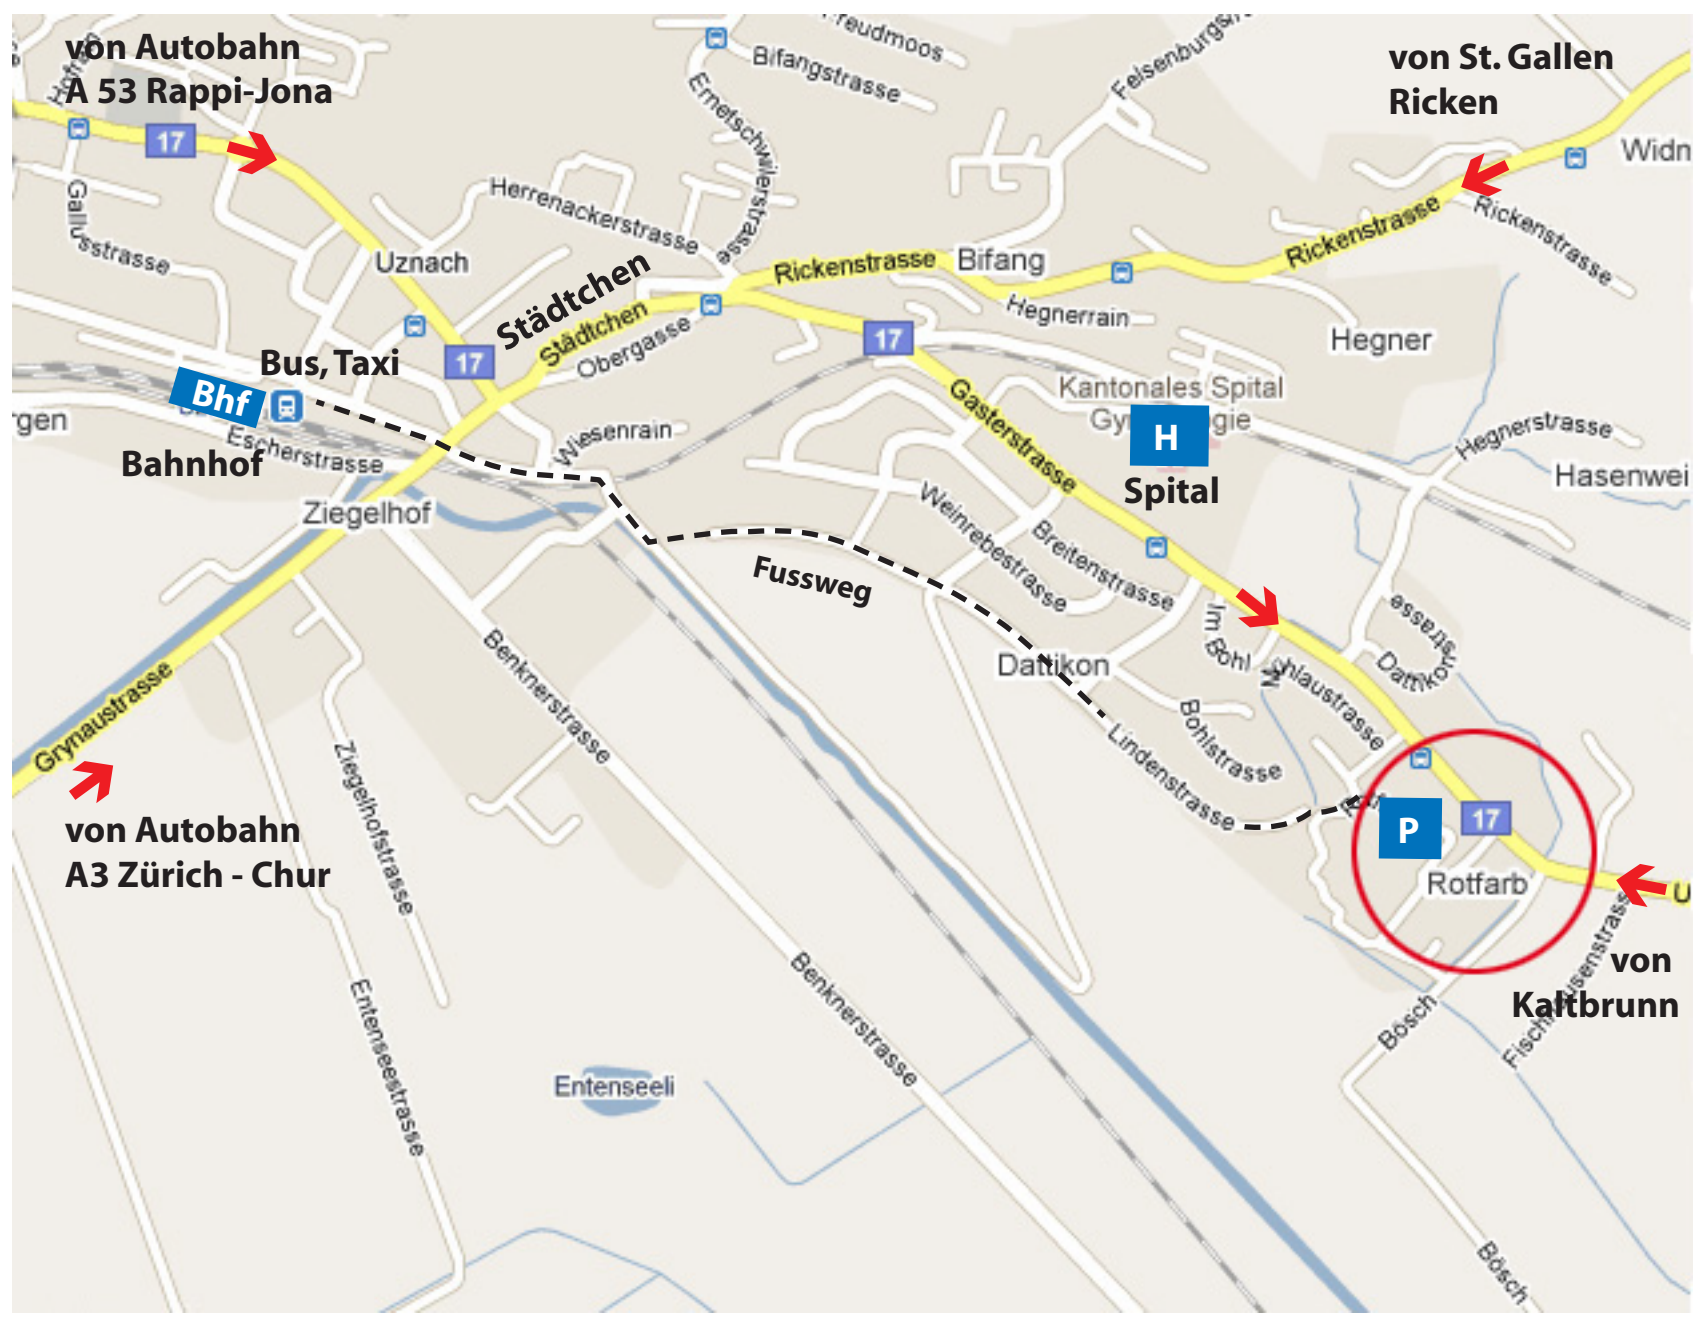 von Autobahn
A 53 Rappi-Jona
von St. Gallen
Ricken
Freudmoos
Bifangstrasse
Felsenburgstr
Ernetschwilerstrasse
17
Widn
Gallusstrasse
Herrenackerstrasse
Rickenstrasse
Rickenstrasse
Rickenstrasse
Uznach
Bifang
Städtchen
Städtchen
Obergasse
Hegnerrain
Hegner
17
17
Bus, Taxi
Bhf
Bahnhof
rgen
Escherstrasse
Wiesenrain
Gasterstrasse
Kantonales Spital
H
Spital
Hegnerstrasse
Hasenwei
Ziegelhof
Weinrebestrasse
Breitenstrasse
Fussweg
Im Bohl
Dattikon
Grynaustrasse
Benknerstrasse
Lindenstrasse
Bohlstrasse
Ziegelhofstrasse
von Autobahn
A3 Zürich - Chur
P
17
Rotfarb
U
von
Kaltbrunn
Bösch
Benknerstrasse
Entenseestrasse
Entenseeli
Bösch